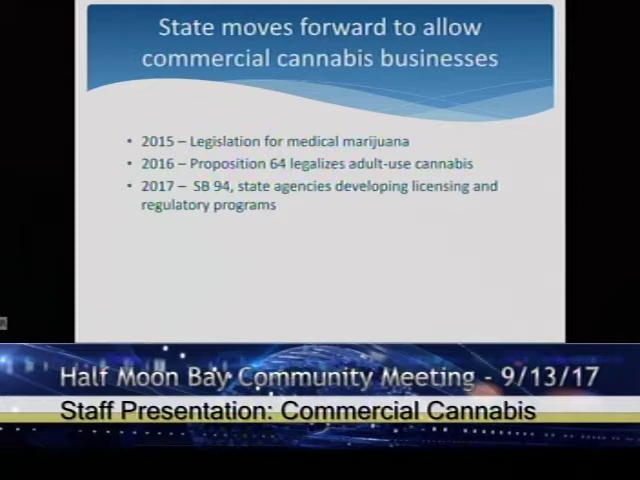 State moves forward to allow
commercial cannabis businesses
• 2015 – Legislation for medical marijuana
• 2016 – Proposition 64 legalizes adult-use cannabis
• 2017 – SB 94, state agencies developing licensing and
regulatory programs
Half Moon Bay Community Meeting - 9/13/17
Staff Presentation: Commercial Cannabis